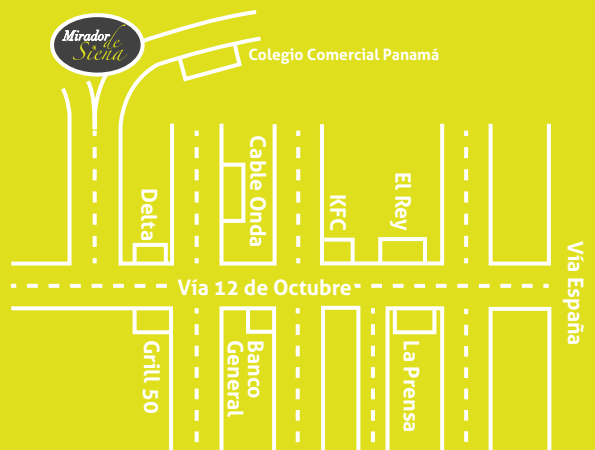 Mirador
de
Siena
Colegio Comercial Panamá
Delta
Cable Onda
KFC
El Rey
Vía 12 de Octubre
Vía España
Grill 50
Banco
General
La Prensa